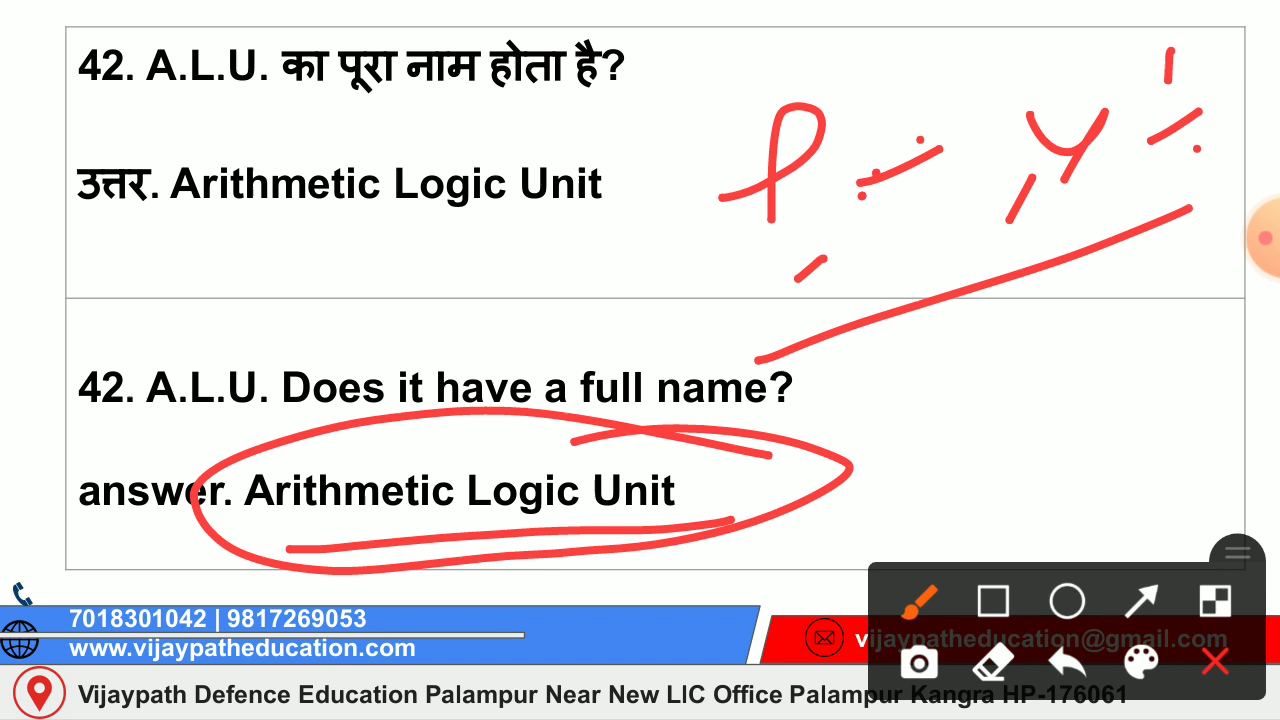 42. A.L.U. का पूरा नाम होता है?
उत्तर. Arithmetic Logic Unit
42. A.L.U. Does it have a full name?
answer. Arithmetic Logic Unit
7018301042 | 9817269053
www.vijaypatheducation.com
vijaypatheducation@gmail.com
Vijaypath Defence Education Palampur Near New LIC Office Palampur Kangra HP-176061